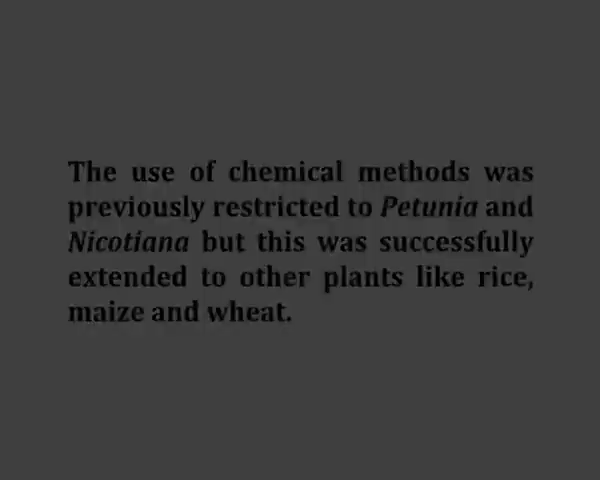 The use of chemical methods was
previously restricted to Petunia and
Nicotiana but this was successfully
extended to other plants like rice,
maize and wheat.